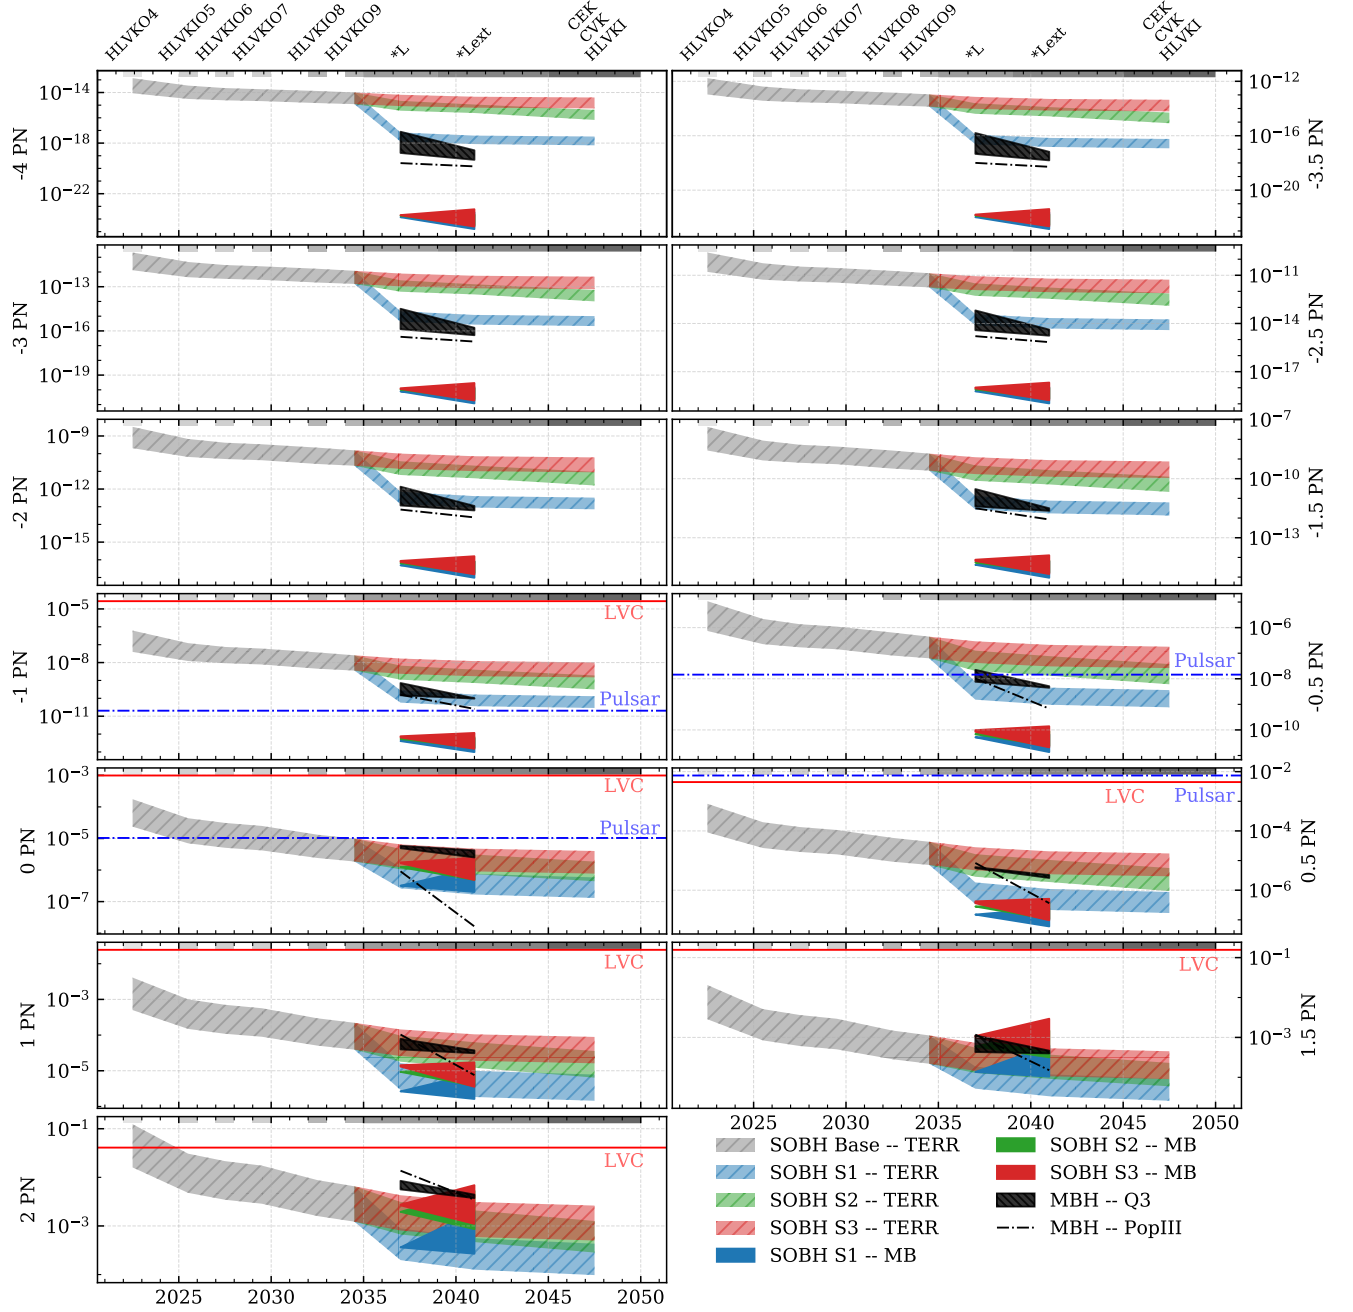 HLVKO4 HLVKIO5 HLVKIO6 HLVKIO7 HLVKIO8 HLVKIO9 *L *Lext CEK CVK HLVKI
HLVKO4 HLVKIO5 HLVKIO6 HLVKIO7 HLVKIO8 HLVKIO9 *L *Lext CEK CVK HLVKI
-4 PN
10⁻¹⁴
10⁻¹⁸
10⁻²²
10⁻¹²
10⁻¹⁶
10⁻²⁰
-3.5 PN
-3 PN
10⁻¹³
10⁻¹⁶
10⁻¹⁹
10⁻¹¹
10⁻¹⁴
10⁻¹⁷
-2.5 PN
-2 PN
10⁻⁹
10⁻¹²
10⁻¹⁵
10⁻⁷
10⁻¹⁰
10⁻¹³
-1.5 PN
-1 PN
10⁻⁵
10⁻⁸
10⁻¹¹
LVC
Pulsar
10⁻⁶
10⁻⁸
10⁻¹⁰
Pulsar
-0.5 PN
0 PN
10⁻³
10⁻⁵
10⁻⁷
LVC
Pulsar
10⁻²
10⁻⁴
10⁻⁶
LVC
Pulsar
0.5 PN
1 PN
10⁻³
10⁻⁵
LVC
10⁻¹
10⁻³
LVC
1.5 PN
2025 2030 2035 2040 2045 2050
2 PN
10⁻¹
10⁻³
LVC
2025 2030 2035 2040 2045 2050
SOBH Base -- TERR
SOBH S1 -- TERR
SOBH S2 -- TERR
SOBH S3 -- TERR
SOBH S1 -- MB
SOBH S2 -- MB
SOBH S3 -- MB
MBH -- Q3
MBH -- PopIII